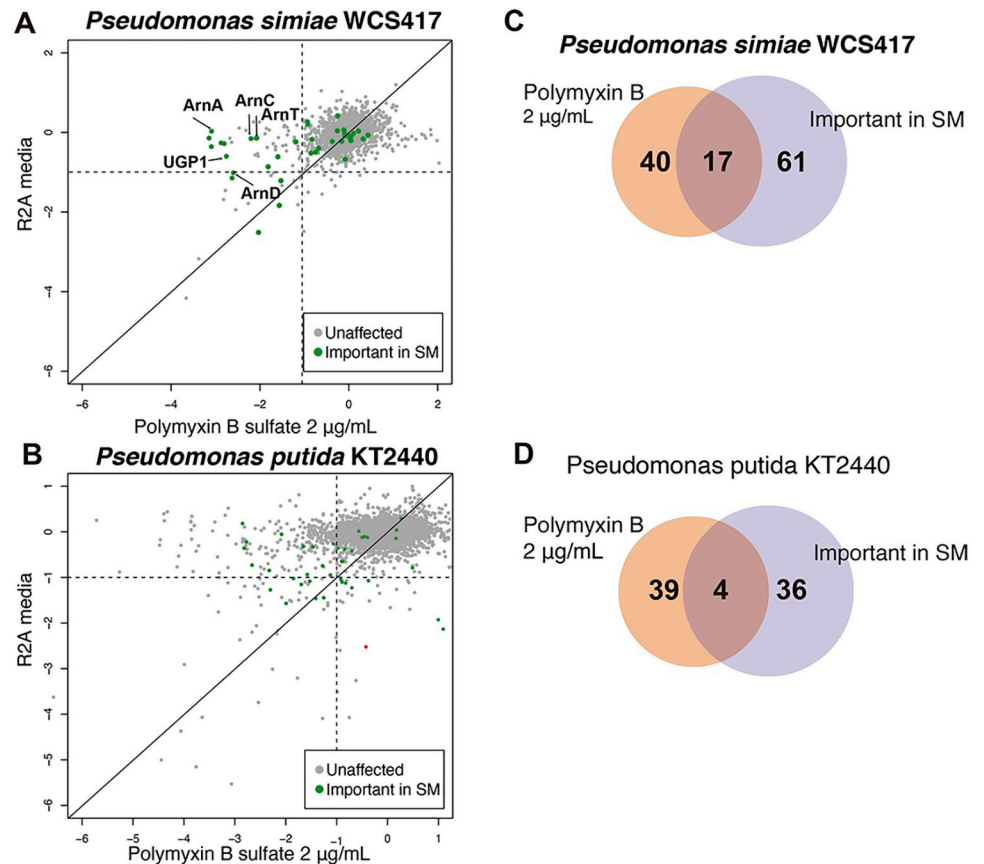 A
Pseudomonas simiae WCS417
2
0
-2
-4
-6
R2A media
ArnA
ArnC
ArnT
UGP1
ArnD
Unaffected
Important in SM
-6
-4
-2
0
2
Polymyxin B sulfate 2 µg/mL
B
Pseudomonas putida KT2440
1
0
-1
-2
-3
-4
-5
-6
R2A media
Unaffected
Important in SM
-6
-5
-4
-3
-2
-1
0
1
Polymyxin B sulfate 2 µg/mL
C
Pseudomonas simiae WCS417
Polymyxin B
2 µg/mL
Important in SM
40
17
61
D
Pseudomonas putida KT2440
Polymyxin B
2 µg/mL
Important in SM
39
4
36